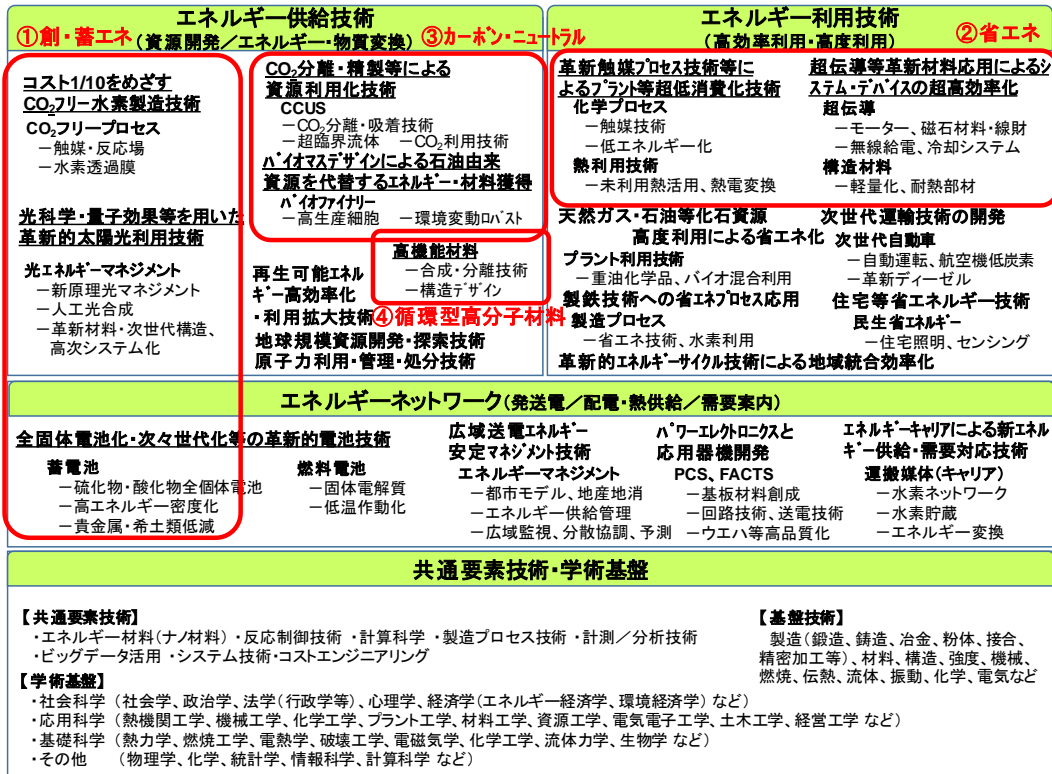 エネルギー供給技術
①創・蓄エネ (資源開発／エネルギー・物質変換) ③カーボン・ニュートラル
コスト1/10をめざす
CO₂フリー水素製造技術
CO₂フリープロセス
－触媒・反応場
－水素透過膜
光科学・量子効果等を用いた
革新的太陽光利用技術
光エネルギーマネジメント
－新原理光マネジメント
－人工光合成
－革新材料・次世代構造、
高次システム化
CO₂分離・精製等による
資源利用化技術
CCUS
－CO₂分離・吸着技術
－超臨界流体 －CO₂利用技術
バイオマスデザインによる石油由来
資源を代替するエネルギー・材料獲得
バイオファイナリー
－高生産細胞 －環境変動ロバスト
高機能材料
－合成・分離技術
－構造デザイン
④循環型高分子材料
再生可能エネル
ギー高効率化
・利用拡大技術
地球規模資源開発・探索技術
原子力利用・管理・処分技術
エネルギー利用技術
(高効率利用・高度利用) ②省エネ
革新触媒プロセス技術等に
よるプラント等超低消費化技術
化学プロセス
－触媒技術
－低エネルギー化
熱利用技術
－未利用熱活用、熱電変換
超伝導等革新材料応用によるシ
ステム・デバイスの超高効率化
超伝導
－モーター、磁石材料・線財
－無線給電、冷却システム
構造材料
－軽量化、耐熱部材
天然ガス・石油等化石資源
高度利用による省エネ化
プラント利用技術
－重油化学品、バイオ混合利用
製鉄技術への省エネプロセス応用
製造プロセス
－省エネ技術、水素利用
次世代運輸技術の開発
次世代自動車
－自動運転、航空機低炭素
－革新ディーゼル
住宅等省エネルギー技術
民生省エネルギー
－住宅照明、センシング
革新的エネルギーサイクル技術による地域統合効率化
エネルギーネットワーク(発送電／配電・熱供給／需要案内)
全固体電池化・次々世代化等の革新的電池技術
蓄電池
－硫化物・酸化物全個体電池
－高エネルギー密度化
－貴金属・希土類低減
燃料電池
－固体電解質
－低温作動化
広域送電エネルギー
安定マネジメント技術
エネルギーマネジメント
－都市モデル、地産地消
－エネルギー供給管理
－広域監視、分散協調、予測
パワーエレクトロニクスと
応用器機開発
PCS、FACTS
－基板材料創成
－回路技術、送電技術
－ウエハ等高品質化
エネルギーキャリアによる新エネル
ギー供給・需要対応技術
運搬媒体(キャリア)
－水素ネットワーク
－水素貯蔵
－エネルギー変換
共通要素技術・学術基盤
【共通要素技術】
・エネルギー材料(ナノ材料) ・反応制御技術 ・計算科学 ・製造プロセス技術 ・計測／分析技術
・ビッグデータ活用 ・システム技術・コストエンジニアリング
【学術基盤】
・社会科学 (社会学、政治学、法学(行政学等)、心理学、経済学(エネルギー経済学、環境経済学) など)
・応用科学 (熱機関工学、機械工学、化学工学、プラント工学、材料工学、資源工学、電気電子工学、土木工学、経営工学 など)
・基礎科学 (熱力学、燃焼工学、電熱学、破壊工学、電磁気学、化学工学、流体力学、生物学 など)
・その他 (物理学、化学、統計学、情報科学、計算科学 など)
【基盤技術】
製造(鍛造、鋳造、冶金、粉体、接合、
精密加工等)、材料、構造、強度、機械、
燃焼、伝熱、流体、振動、化学、電気など